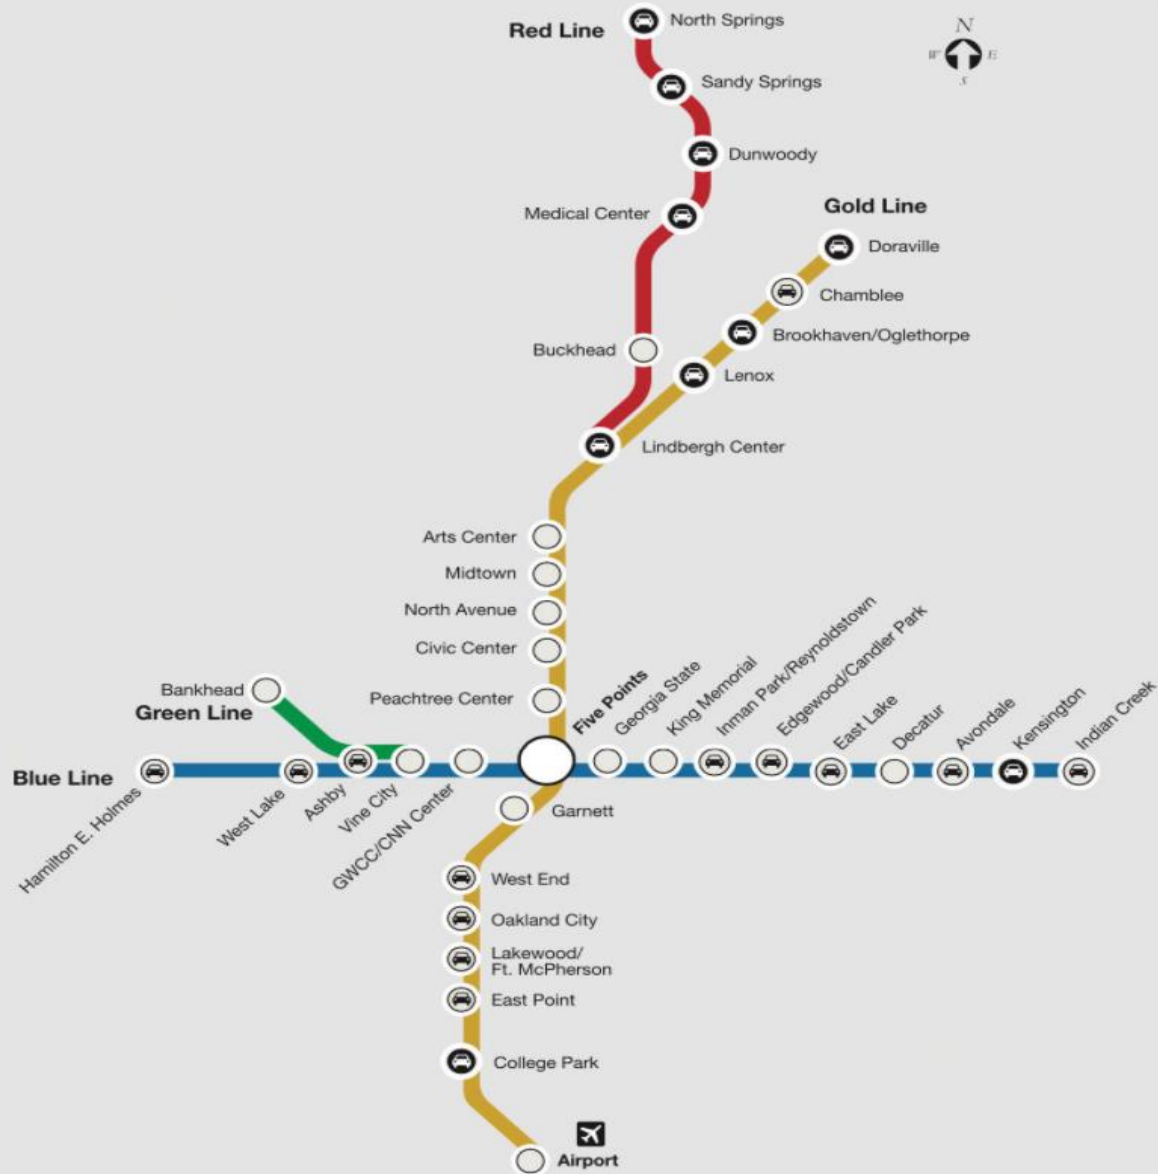 Red Line
North Springs
N
W
E
S
Sandy Springs
Dunwoody
Medical Center
Gold Line
Doraville
Chamblee
Brookhaven/Oglethorpe
Buckhead
Lenox
Lindbergh Center
Arts Center
Midtown
North Avenue
Civic Center
Peachtree Center
Bankhead
Green Line
Blue Line
Hamilton E. Holmes
West Lake
Ashby
Vine City
GWCC/CNN Center
Five Points
Georgia State
King Memorial
Inman Park/Reynoldstown
Edgewood/Candler Park
East Lake
Decatur
Avondale
Kensington
Indian Creek
Garnett
West End
Oakland City
Lakewood/
Ft. McPherson
East Point
College Park
Airport